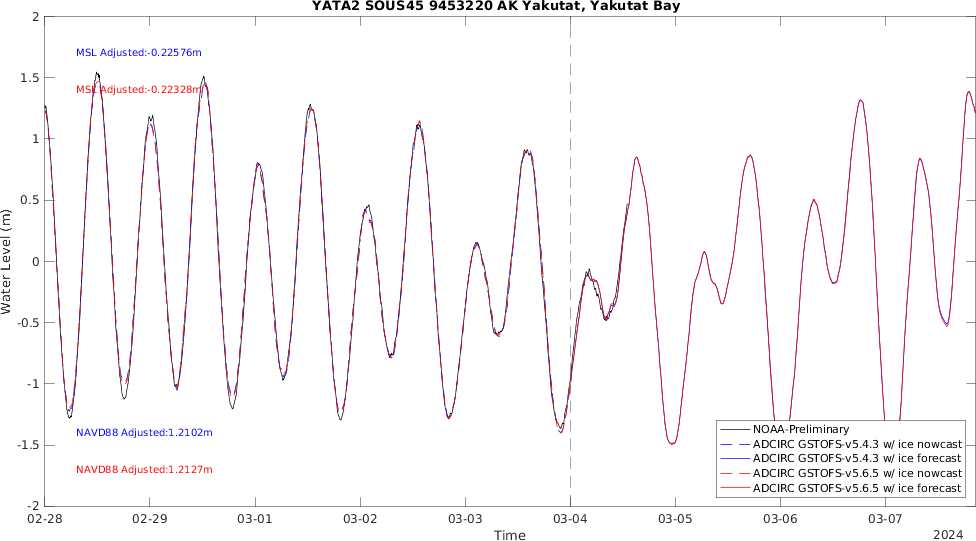 YATA2 SOUS45 9453220 AK Yakutat, Yakutat Bay
2
1.5
1
0.5
0
-0.5
-1
-1.5
-2
Water Level (m)
MSL Adjusted:-0.22576m
MSL Adjusted:-0.22328m
NAVD88 Adjusted:1.2102m
NAVD88 Adjusted:1.2127m
NOAA-Preliminary
ADCIRC GSTOFS-v5.4.3 w/ ice nowcast
ADCIRC GSTOFS-v5.4.3 w/ ice forecast
ADCIRC GSTOFS-v5.6.5 w/ ice nowcast
ADCIRC GSTOFS-v5.6.5 w/ ice forecast
02-28 02-29 03-01 03-02 03-03 03-04 03-05 03-06 03-07
Time
2024